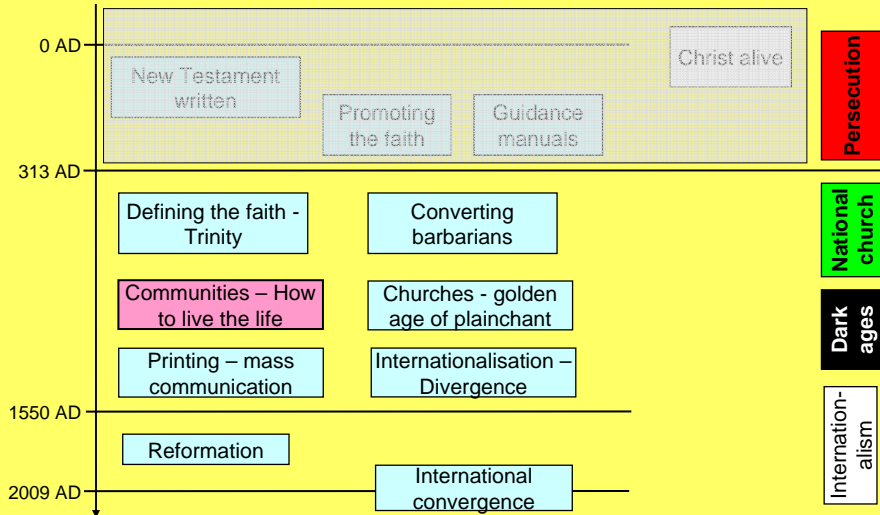 0 AD
New Testament
written
Christ alive
Promoting
the faith
Guidance
manuals
Persecution
313 AD
Defining the faith -
Trinity
Converting
barbarians
National
church
Communities – How
to live the life
Churches - golden
age of plainchant
Dark
ages
Printing – mass
communication
Internationalisation –
Divergence
1550 AD
Internation-
alism
Reformation
International
convergence
2009 AD